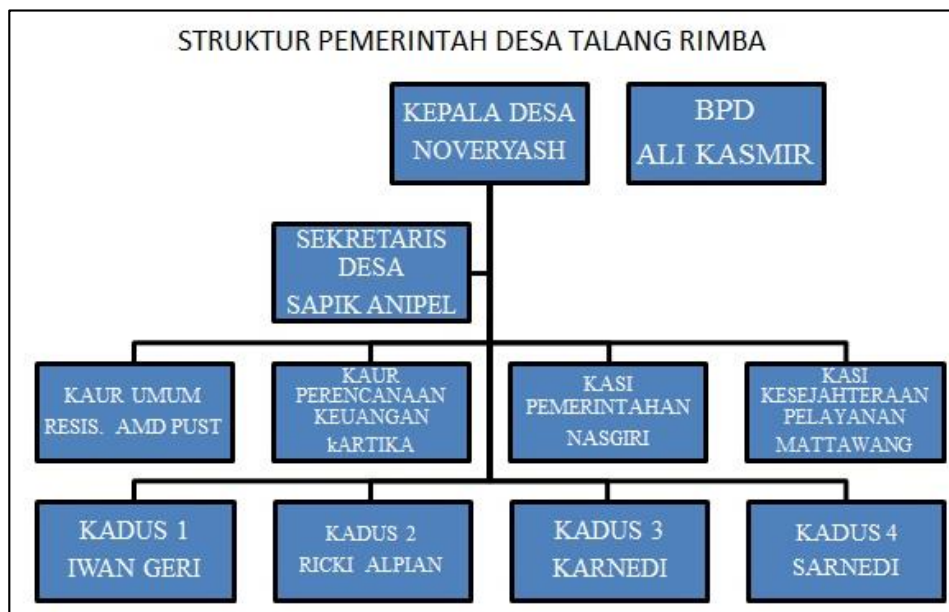 STRUKTUR PEMERINTAH DESA TALANG RIMBA
KEPALA DESA
NOVERYASH
BPD
ALI KASMIR
SEKRETARIS
DESA
SAPIK ANIPEL
KAUR UMUM
RESIS. AMD PUST
KAUR
PERENCANAAN
KEUANGAN
kARTIKA
KASI
PEMERINTAHAN
NASGIRI
KASI
KESEJAHTERAAN
PELAYANAN
MATTAWANG
KADUS 1
IWAN GERI
KADUS 2
RICKI ALPIAN
KADUS 3
KARNEDI
KADUS 4
SARNEDI